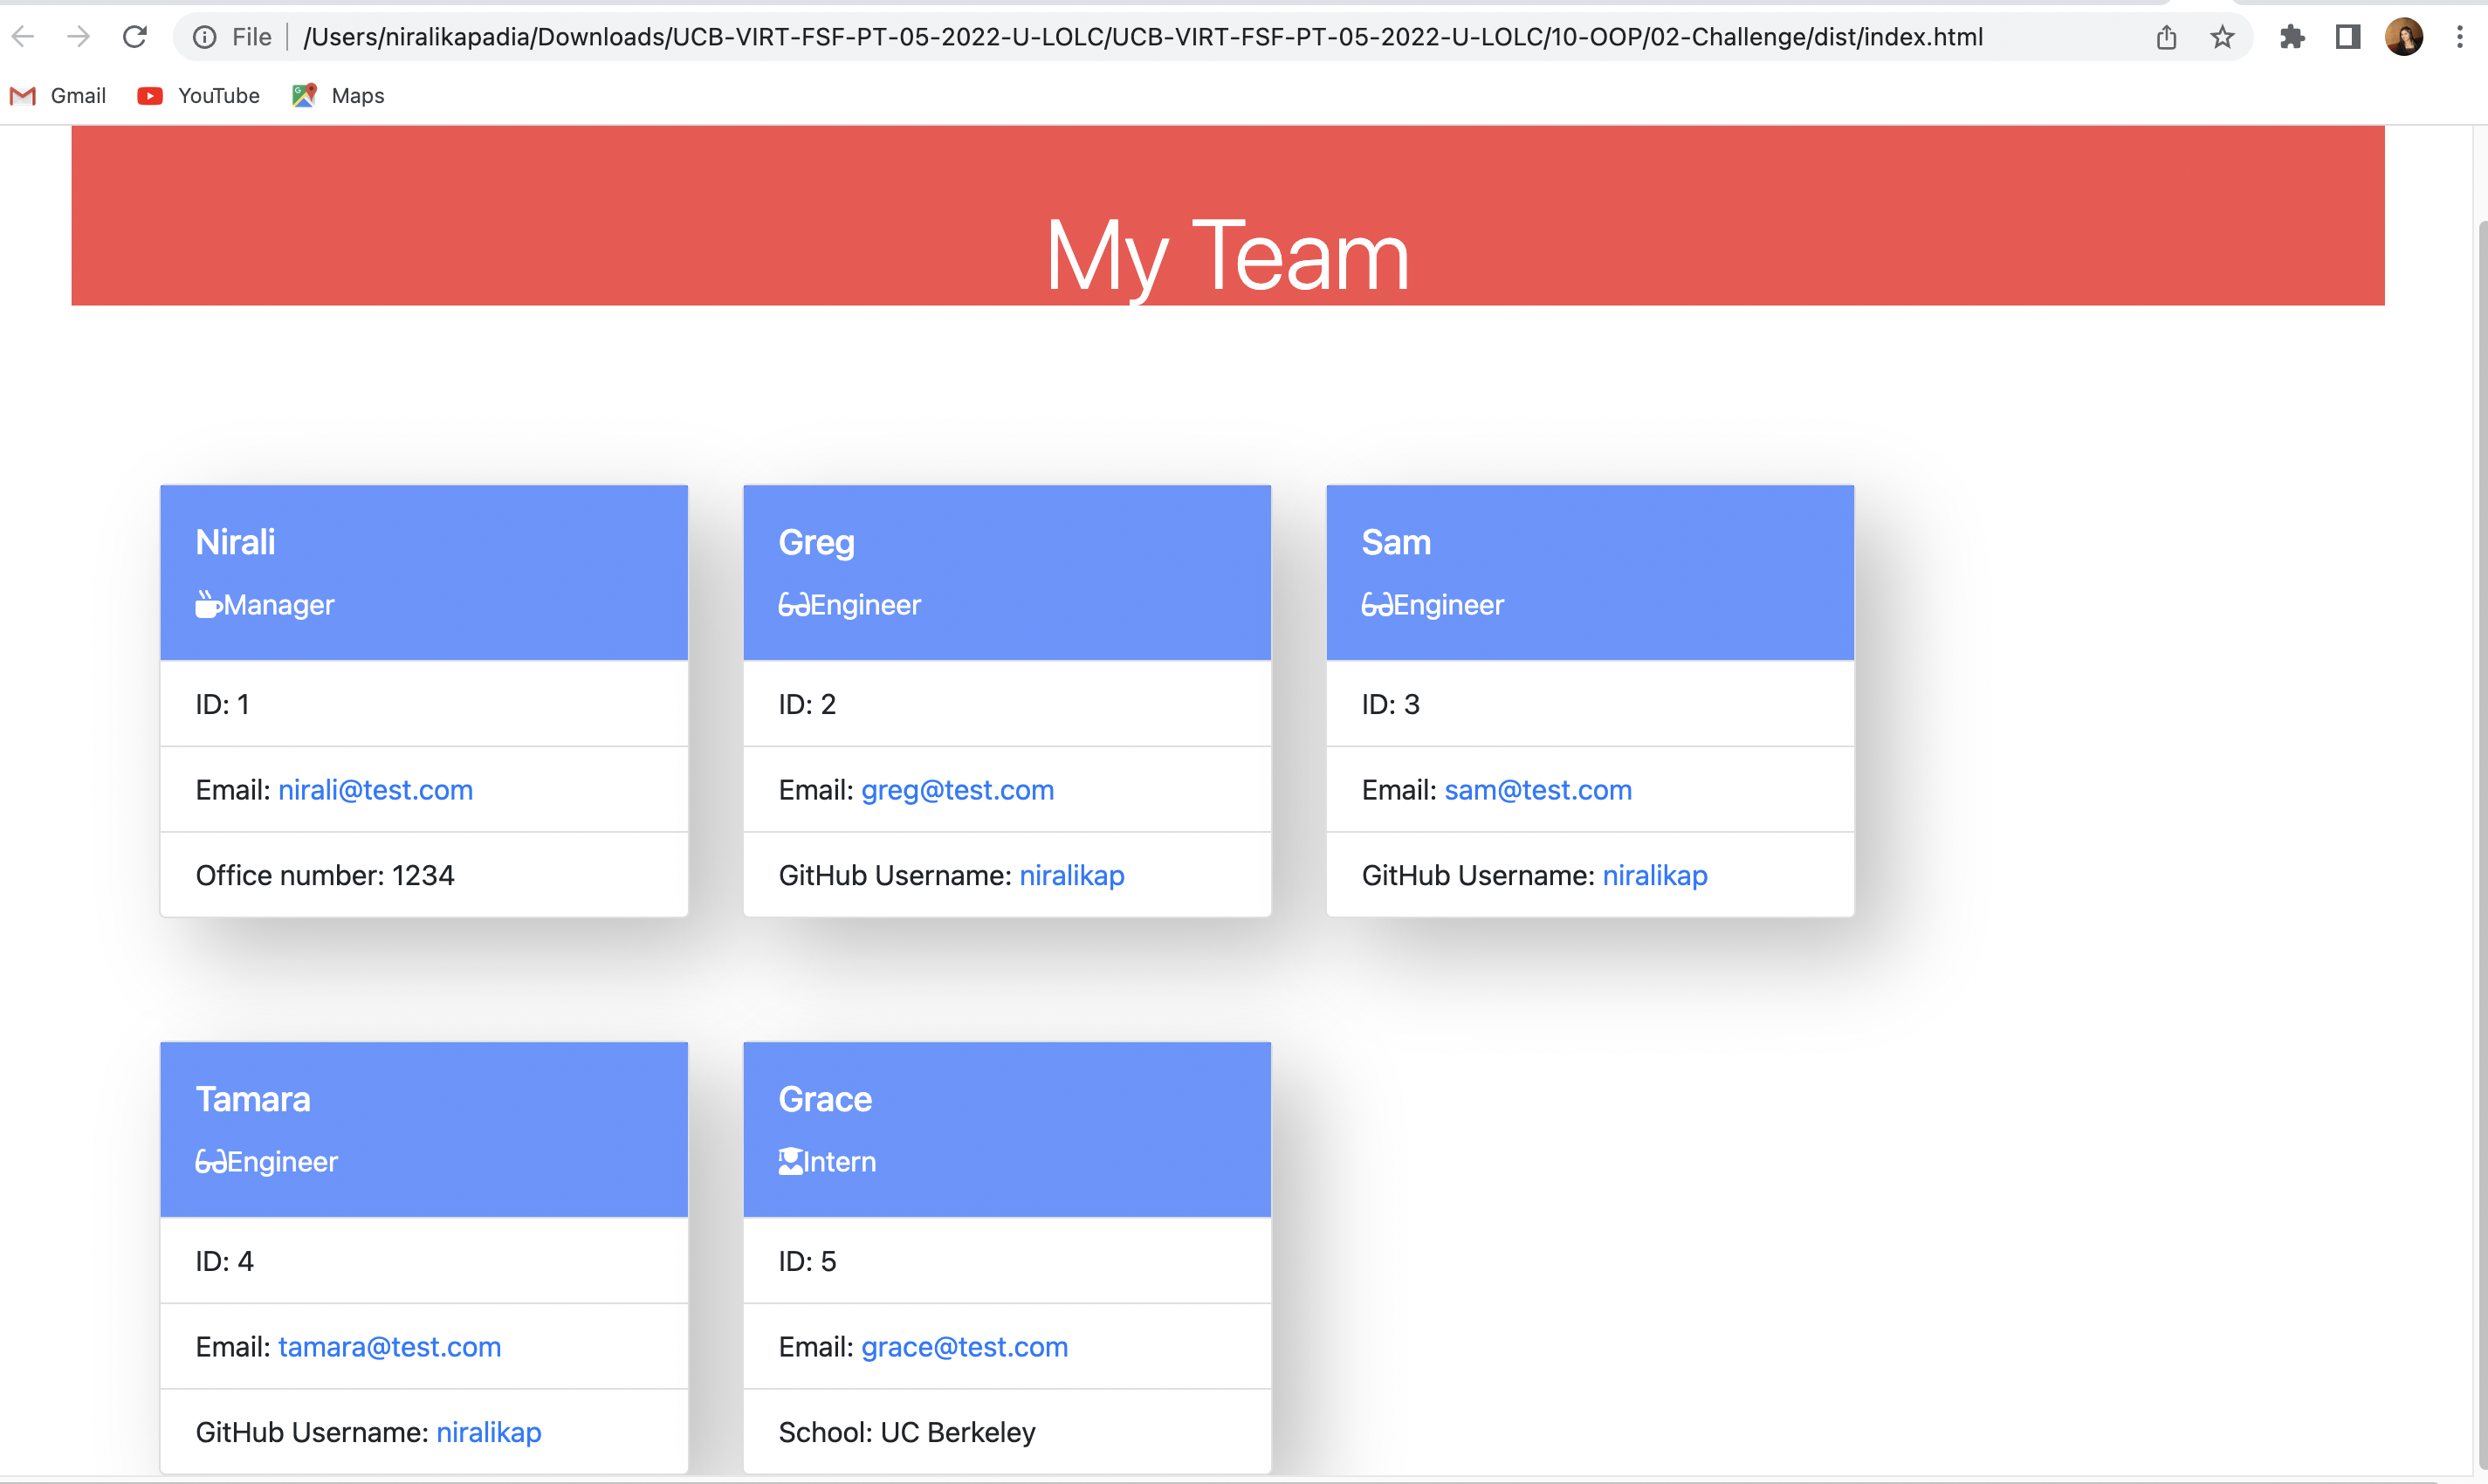 File /Users/niralikapadia/Downloads/UCB-VIRT-FSF-PT-05-2022-U-LOLC/UCB-VIRT-FSF-PT-05-2022-U-LOLC/10-OOP/02-Challenge/dist/index.html
Gmail YouTube Maps
My Team
Nirali
Manager
ID: 1
Email: nirali@test.com
Office number: 1234
Greg
Engineer
ID: 2
Email: greg@test.com
GitHub Username: niralikap
Sam
Engineer
ID: 3
Email: sam@test.com
GitHub Username: niralikap
Tamara
Engineer
ID: 4
Email: tamara@test.com
GitHub Username: niralikap
Grace
Intern
ID: 5
Email: grace@test.com
School: UC Berkeley